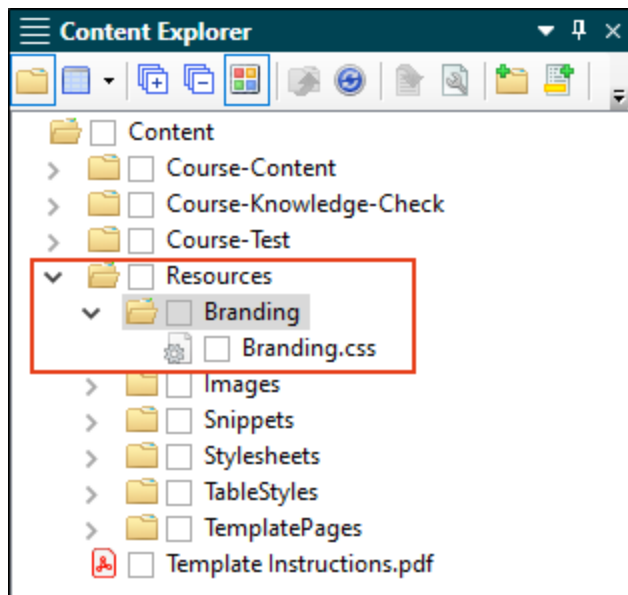 Content Explorer
Content
Course-Content
Course-Knowledge-Check
Course-Test
Resources
Branding
Branding.css
Images
Snippets
Stylesheets
TableStyles
TemplatePages
Template Instructions.pdf